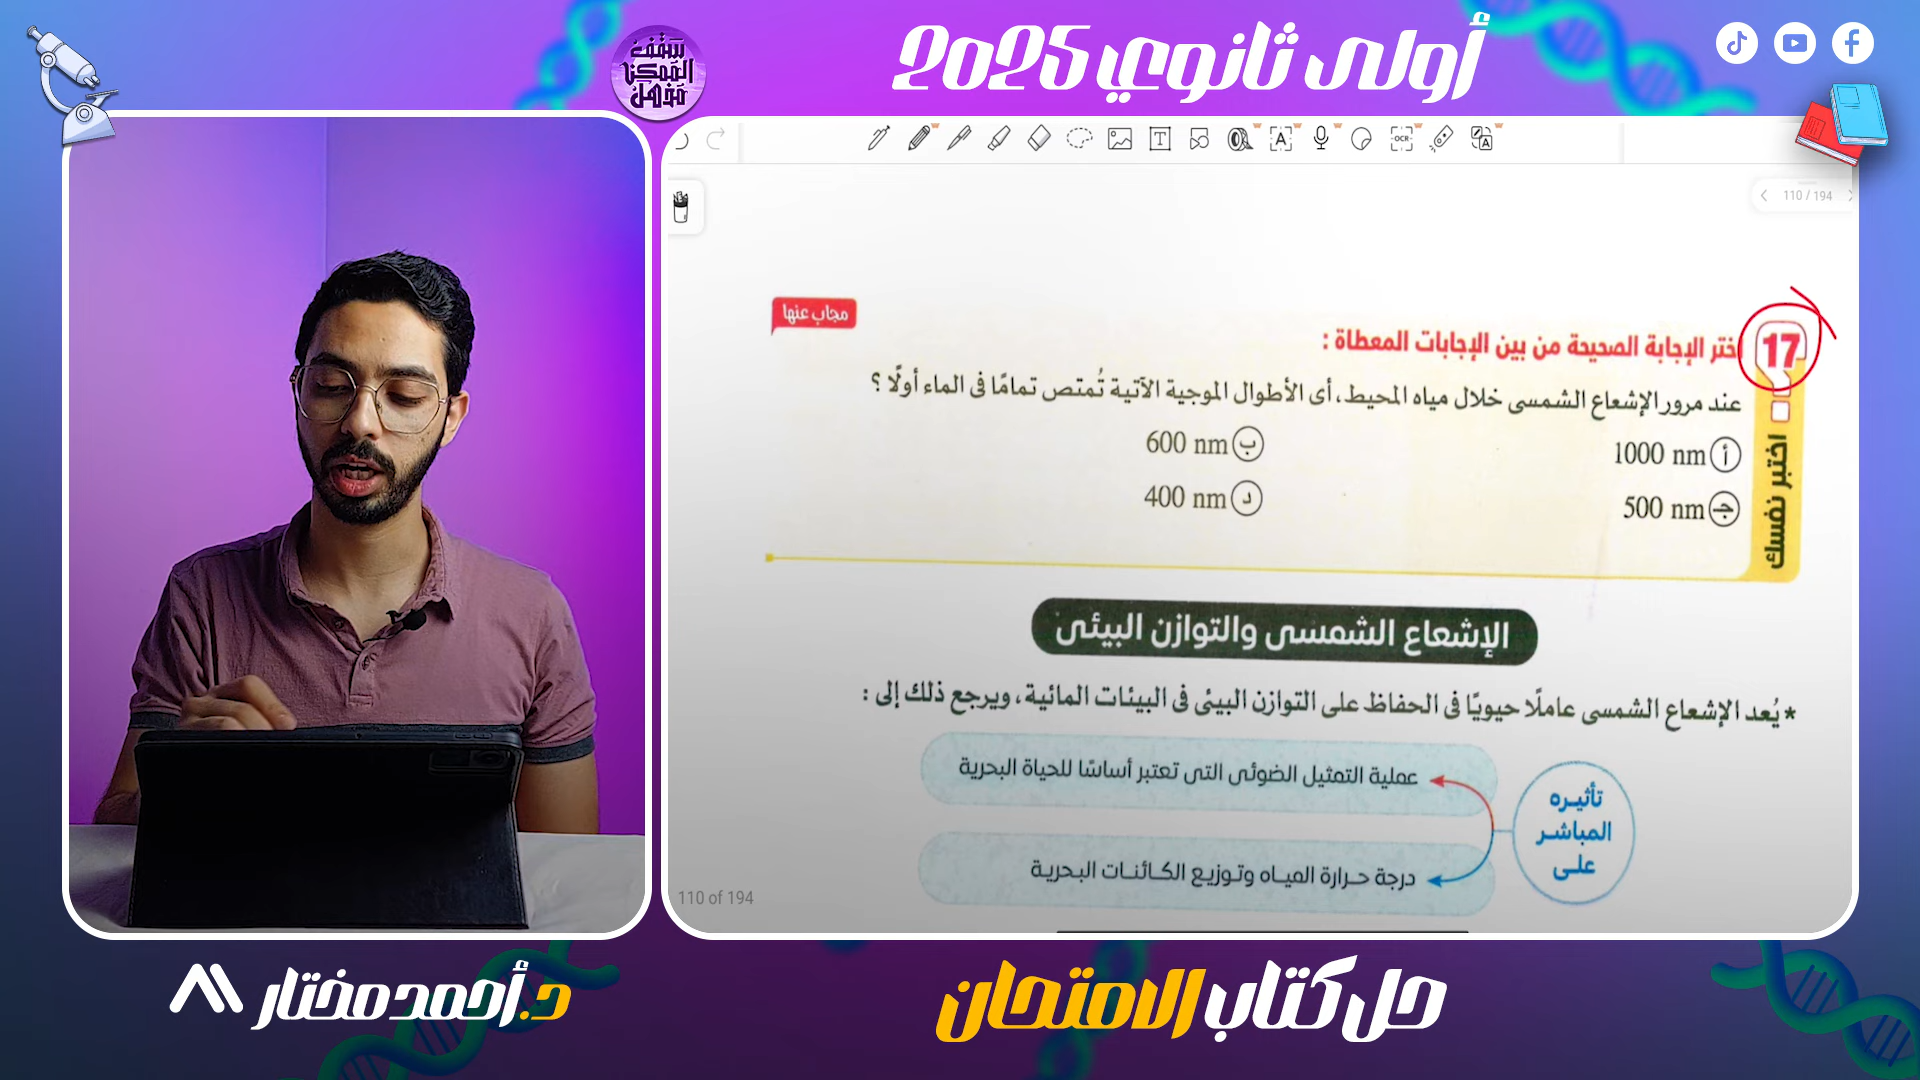 أولى ثانوي 2025
سقف
الممكن
مذهل
110 / 194
مجاب عنها
17
ختر الإجابة الصحيحة من بين الإجابات المعطاة :
عند مرور الإشعاع الشمسى خلال مياه المحيط، أى الأطوال الموجية الآتية تُمتص تمامًا فى الماء أولًا ؟
أ 1000 nm
ب 600 nm
ج 500 nm
د 400 nm
اختبر نفسك
الإشعاع الشمسى والتوازن البيئى
* يُعد الإشعاع الشمسى عاملًا حيويًا فى الحفاظ على التوازن البيئى فى البيئات المائية، ويرجع ذلك إلى :
تأثيره
المباشر
على
عملية التمثيل الضوئى التى تعتبر أساسًا للحياة البحرية
درجة حرارة المياه وتوزيع الكائنات البحرية
110 of 194
حل كتاب الامتحان
د.أحمد مختار